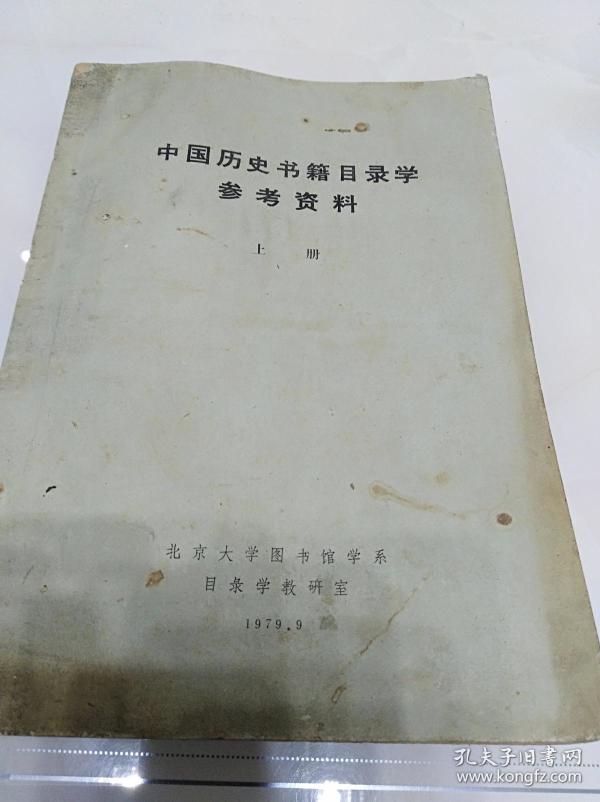 中国历史书籍目录学
参考资料
上 册
北京大学图书馆学系
目录学教研室
1979.9
孔夫子旧书网
www.kongfz.com